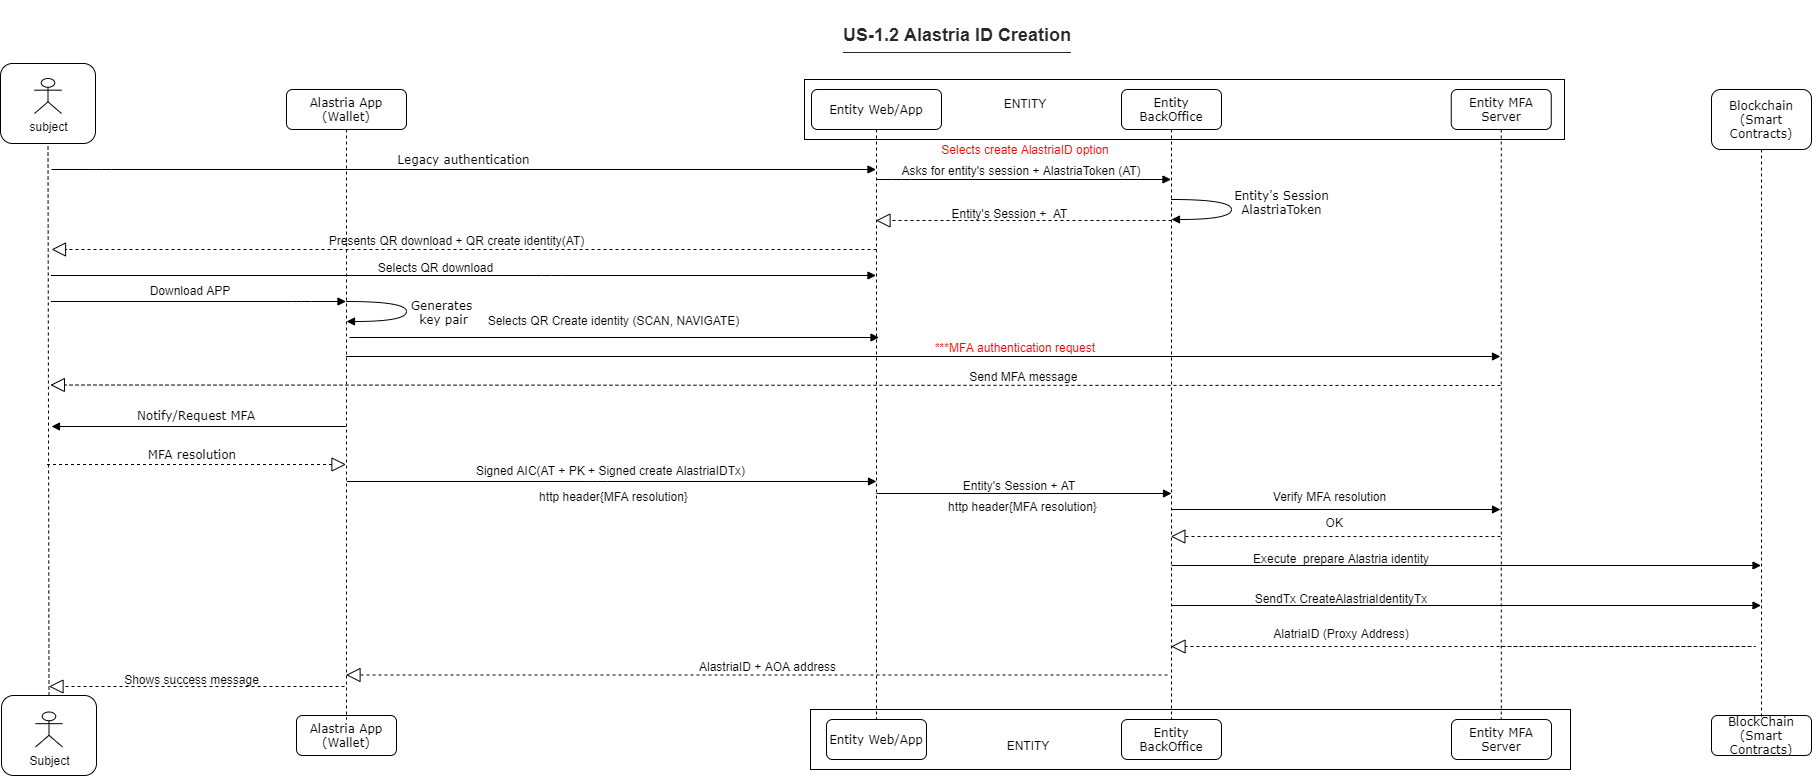 US-1.2 Alastria ID Creation
subject
Alastria App
(Wallet)
Entity Web/App
ENTITY
Entity
BackOffice
Entity MFA
Server
Blockchain
(Smart
Contracts)
Selects create AlastriaID option
Legacy authentication
Asks for entity's session + AlastriaToken (AT)
Entity's Session
AlastriaToken
Entity's Session +  AT
Presents QR download + QR create identity(AT)
Selects QR download
Download APP
Generates
key pair
Selects QR Create identity (SCAN, NAVIGATE)
***MFA authentication request
Send MFA message
Notify/Request MFA
MFA resolution
Signed AIC(AT + PK + Signed create AlastriaIDTx)
http header{MFA resolution}
Entity's Session + AT
http header{MFA resolution}
Verify MFA resolution
OK
Execute  prepare Alastria identity
SendTx CreateAlastriaIdentityTx
AlatriaID (Proxy Address)
AlastriaID + AOA address
Shows success message
Subject
Alastria App
(Wallet)
Entity Web/App
ENTITY
Entity
BackOffice
Entity MFA
Server
BlockChain
(Smart
Contracts)